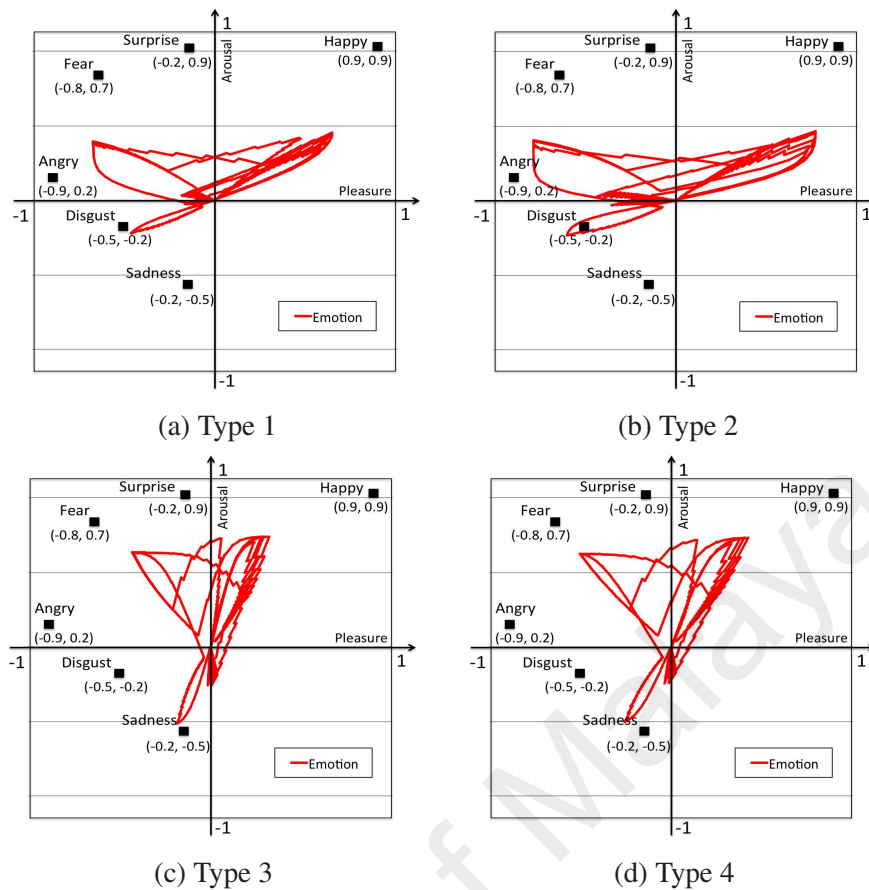 1
Surprise
(-0.2, 0.9)
Arousal
Happy
(0.9, 0.9)
Fear
(-0.8, 0.7)
Angry
(-0.9, 0.2)
Pleasure
-1
1
Disgust
(-0.5, -0.2)
Sadness
(-0.2, -0.5)
Emotion
-1
(a) Type 1
1
Surprise
(-0.2, 0.9)
Arousal
Happy
(0.9, 0.9)
Fear
(-0.8, 0.7)
Angry
(-0.9, 0.2)
Pleasure
-1
1
Disgust
(-0.5, -0.2)
Sadness
(-0.2, -0.5)
Emotion
-1
(b) Type 2
1
Surprise
(-0.2, 0.9)
Arousal
Happy
(0.9, 0.9)
Fear
(-0.8, 0.7)
Angry
(-0.9, 0.2)
Pleasure
-1
1
Disgust
(-0.5, -0.2)
Sadness
(-0.2, -0.5)
Emotion
-1
(c) Type 3
1
Surprise
(-0.2, 0.9)
Arousal
Happy
(0.9, 0.9)
Fear
(-0.8, 0.7)
Angry
(-0.9, 0.2)
Pleasure
-1
1
Disgust
(-0.5, -0.2)
Sadness
(-0.2, -0.5)
Emotion
-1
(d) Type 4
f Malaya